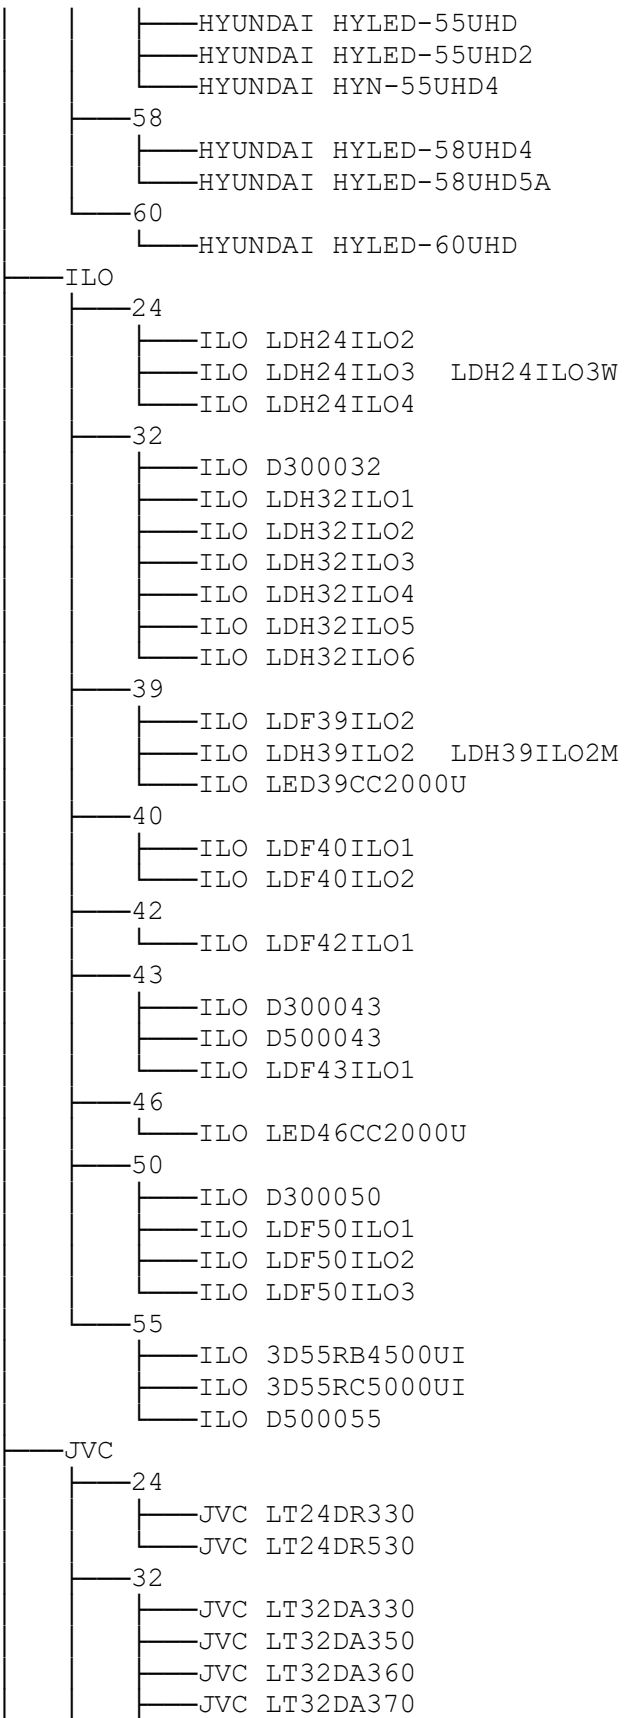 HYUNDAI HYLED-55UHD
HYUNDAI HYLED-55UHD2
HYUNDAI HYN-55UHD4
58
HYUNDAI HYLED-58UHD4
HYUNDAI HYLED-58UHD5A
60
HYUNDAI HYLED-60UHD
ILO
24
ILO LDH24ILO2
ILO LDH24ILO3  LDH24ILO3W
ILO LDH24ILO4
32
ILO D300032
ILO LDH32ILO1
ILO LDH32ILO2
ILO LDH32ILO3
ILO LDH32ILO4
ILO LDH32ILO5
ILO LDH32ILO6
39
ILO LDF39ILO2
ILO LDH39ILO2  LDH39ILO2M
ILO LED39CC2000U
40
ILO LDF40ILO1
ILO LDF40ILO2
42
ILO LDF42ILO1
43
ILO D300043
ILO D500043
ILO LDF43ILO1
46
ILO LED46CC2000U
50
ILO D300050
ILO LDF50ILO1
ILO LDF50ILO2
ILO LDF50ILO3
55
ILO 3D55RB4500UI
ILO 3D55RC5000UI
ILO D500055
JVC
24
JVC LT24DR330
JVC LT24DR530
32
JVC LT32DA330
JVC LT32DA350
JVC LT32DA360
JVC LT32DA370